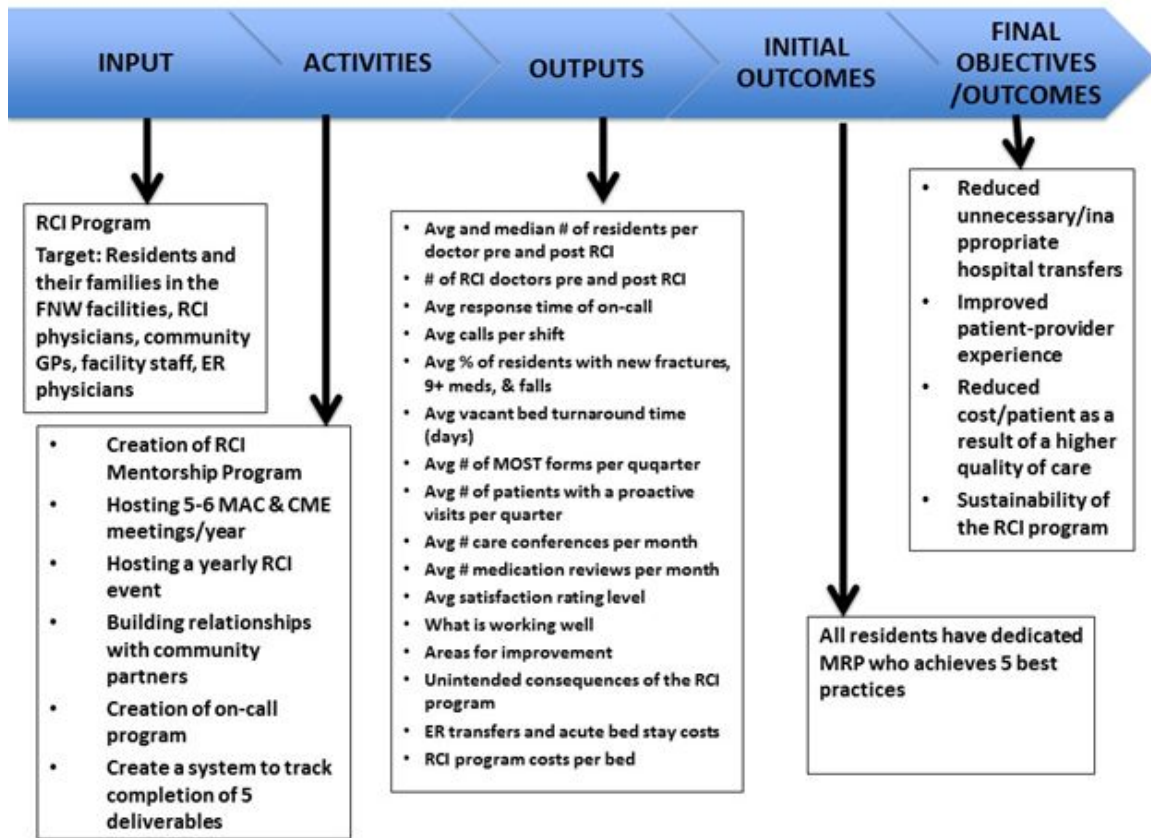 INPUT
ACTIVITIES
OUTPUTS
INITIAL
OUTCOMES
FINAL
OBJECTIVES
/OUTCOMES
RCI Program
Target: Residents and
their families in the
FNW facilities, RCI
physicians, community
GPs, facility staff, ER
physicians
• Creation of RCI
Mentorship Program
• Hosting 5-6 MAC & CME
meetings/year
• Hosting a yearly RCI
event
• Building relationships
with community
partners
• Creation of on-call
program
• Create a system to track
completion of 5
deliverables
• Avg and median # of residents per
doctor pre and post RCI
• # of RCI doctors pre and post RCI
• Avg response time of on-call
• Avg calls per shift
• Avg % of residents with new fractures,
9+ meds, & falls
• Avg vacant bed turnaround time
(days)
• Avg # of MOST forms per quqarter
• Avg # of patients with a proactive
visits per quarter
• Avg # care conferences per month
• Avg # medication reviews per month
• Avg satisfaction rating level
• What is working well
• Areas for improvement
• Unintended consequences of the RCI
program
• ER transfers and acute bed stay costs
• RCI program costs per bed
All residents have dedicated
MRP who achieves 5 best
practices
• Reduced
unnecessary/ina
ppropriate
hospital transfers
• Improved
patient-provider
experience
• Reduced
cost/patient as a
result of a higher
quality of care
• Sustainability of
the RCI program